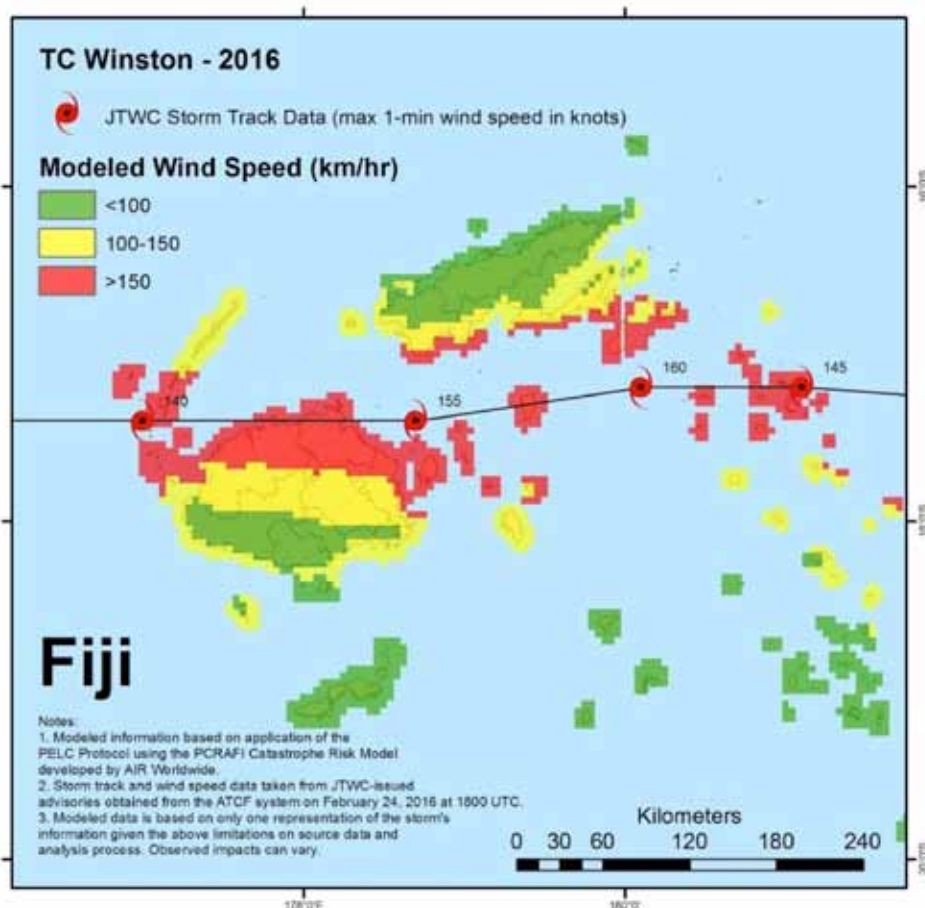 TC Winston - 2016
JTWC Storm Track Data (max 1-min wind speed in knots)
Modeled Wind Speed (km/hr)
<100
100-150
>150
160
145
140
155
Fiji
Notes:
1. Modeled information based on application of the
PELC Protocol using the PCRAFI Catastrophe Risk Model
developed by AIR Worldwide.
2. Storm track and wind speed data taken from JTWC-issued
advisories obtained from the ATCF system on February 24, 2016 at 1800 UTC.
3. Modeled data is based on only one representation of the storm's
information given the above limitations on source data and
analysis process. Observed impacts can vary.
Kilometers
0 30 60 120 180 240
178°0'E
180°0'